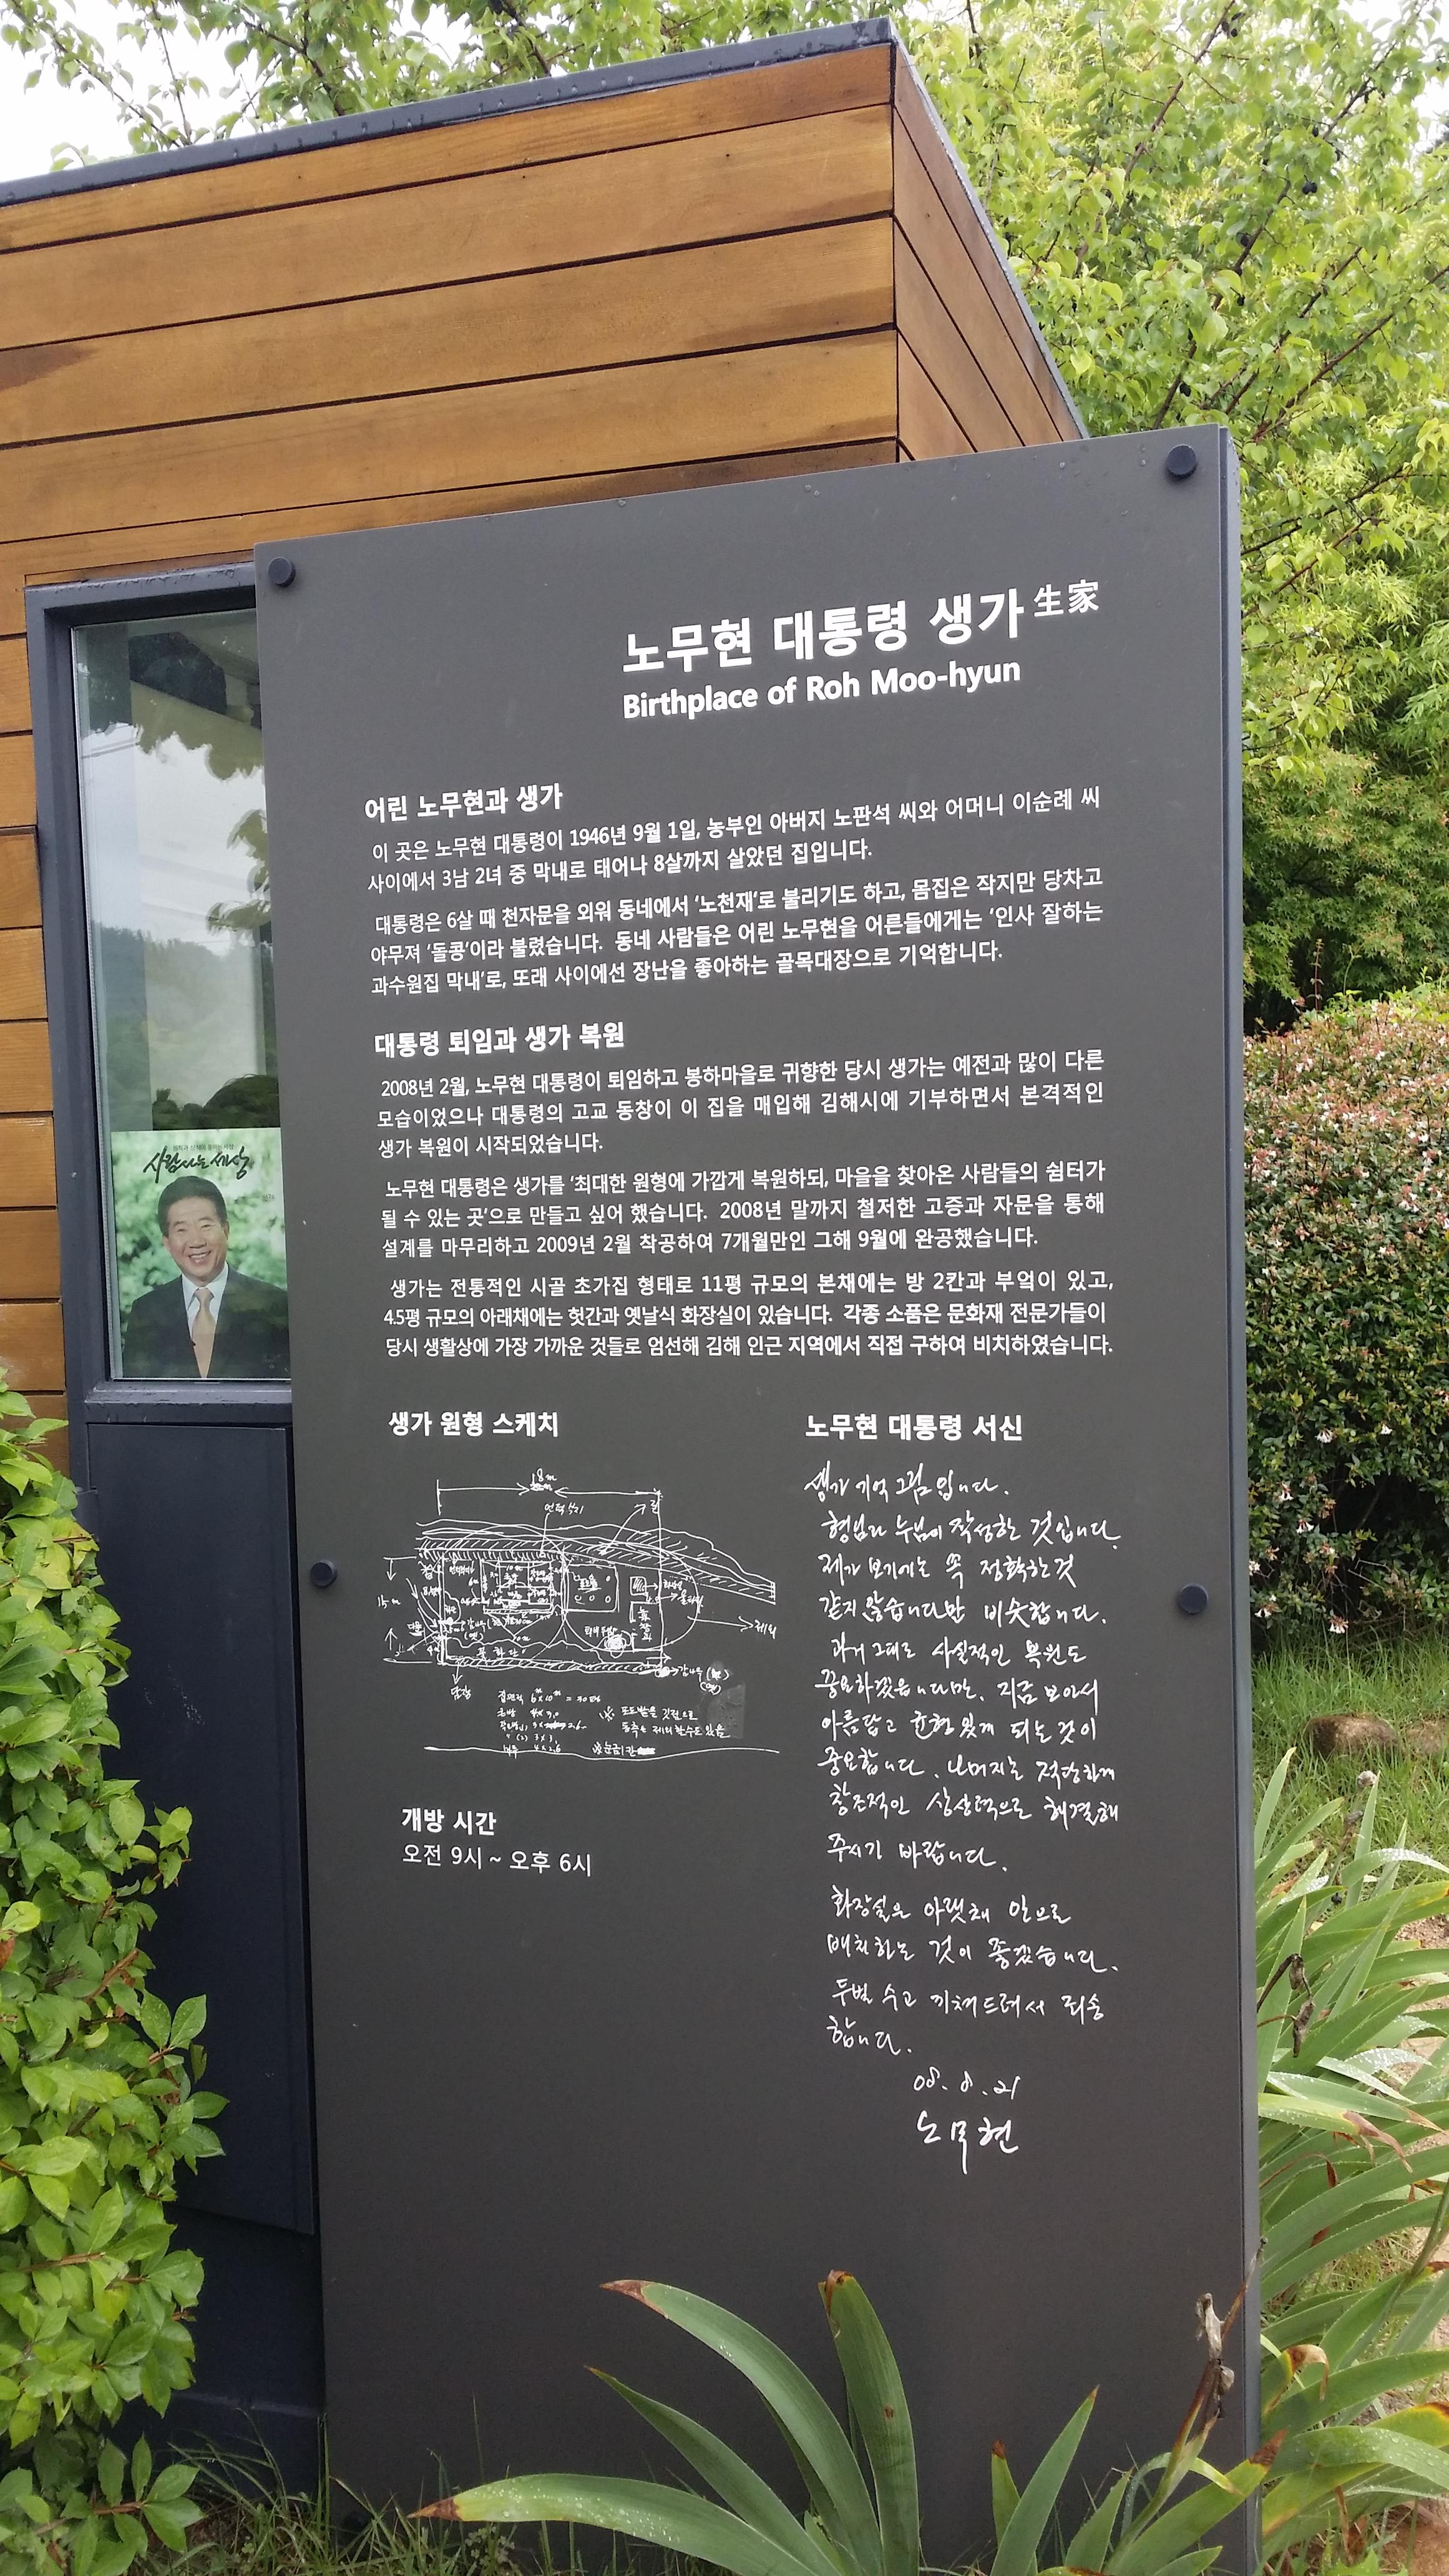 노무현 대통령 생가 生家
Birthplace of Roh Moo-hyun
어린 노무현과 생가
이 곳은 노무현 대통령이 1946년 9월 1일, 농부인 아버지 노판석 씨와 어머니 이순례 씨
사이에서 3남 2녀 중 막내로 태어나 8살까지 살았던 집입니다.
대통령은 6살 때 천자문을 외워 동네에서 '노천재'로 불리기도 하고, 몸집은 작지만 당차고
야무져 '돌콩'이라 불렸습니다. 동네 사람들은 어린 노무현을 어른들에게는 '인사 잘하는
과수원집 막내'로, 또래 사이에선 장난을 좋아하는 골목대장으로 기억합니다.
대통령 퇴임과 생가 복원
2008년 2월, 노무현 대통령이 퇴임하고 봉하마을로 귀향한 당시 생가는 예전과 많이 다른
모습이었으나 대통령의 고교 동창이 이 집을 매입해 김해시에 기부하면서 본격적인
생가 복원이 시작되었습니다.
노무현 대통령은 생가를 '최대한 원형에 가깝게 복원하되, 마을을 찾아온 사람들의 쉼터가
될 수 있는 곳'으로 만들고 싶어 했습니다. 2008년 말까지 철저한 고증과 자문을 통해
설계를 마무리하고 2009년 2월 착공하여 7개월만인 그해 9월에 완공했습니다.
생가는 전통적인 시골 초가집 형태로 11평 규모의 본채에는 방 2칸과 부엌이 있고,
4.5평 규모의 아래채에는 헛간과 옛날식 화장실이 있습니다. 각종 소품은 문화재 전문가들이
당시 생활상에 가장 가까운 것들로 엄선해 김해 인근 지역에서 직접 구하여 비치하였습니다.
사람사는 세상
생가 원형 스케치
18m
길
15m
개방 시간
오전 9시 ~ 오후 6시
노무현 대통령 서신
생가 기억 그림입니다.
형님과 누님이 작성한 것입니다.
제가 보기에는 꼭 정확한 것
같지 않습니다만 비슷합니다.
과거 그대로 사실적인 복원도
중요하겠습니다만, 지금 보아서
아름답고 균형있게 되는 것이
중요합니다. 나머지는 적당하게
창조적인 상상력으로 해결해
주시기 바랍니다.
화장실은 아랫채 안으로
배치하는 것이 좋겠습니다.
두벌 수고 끼쳐드려서 죄송
합니다.
08. 8. 21
노무현